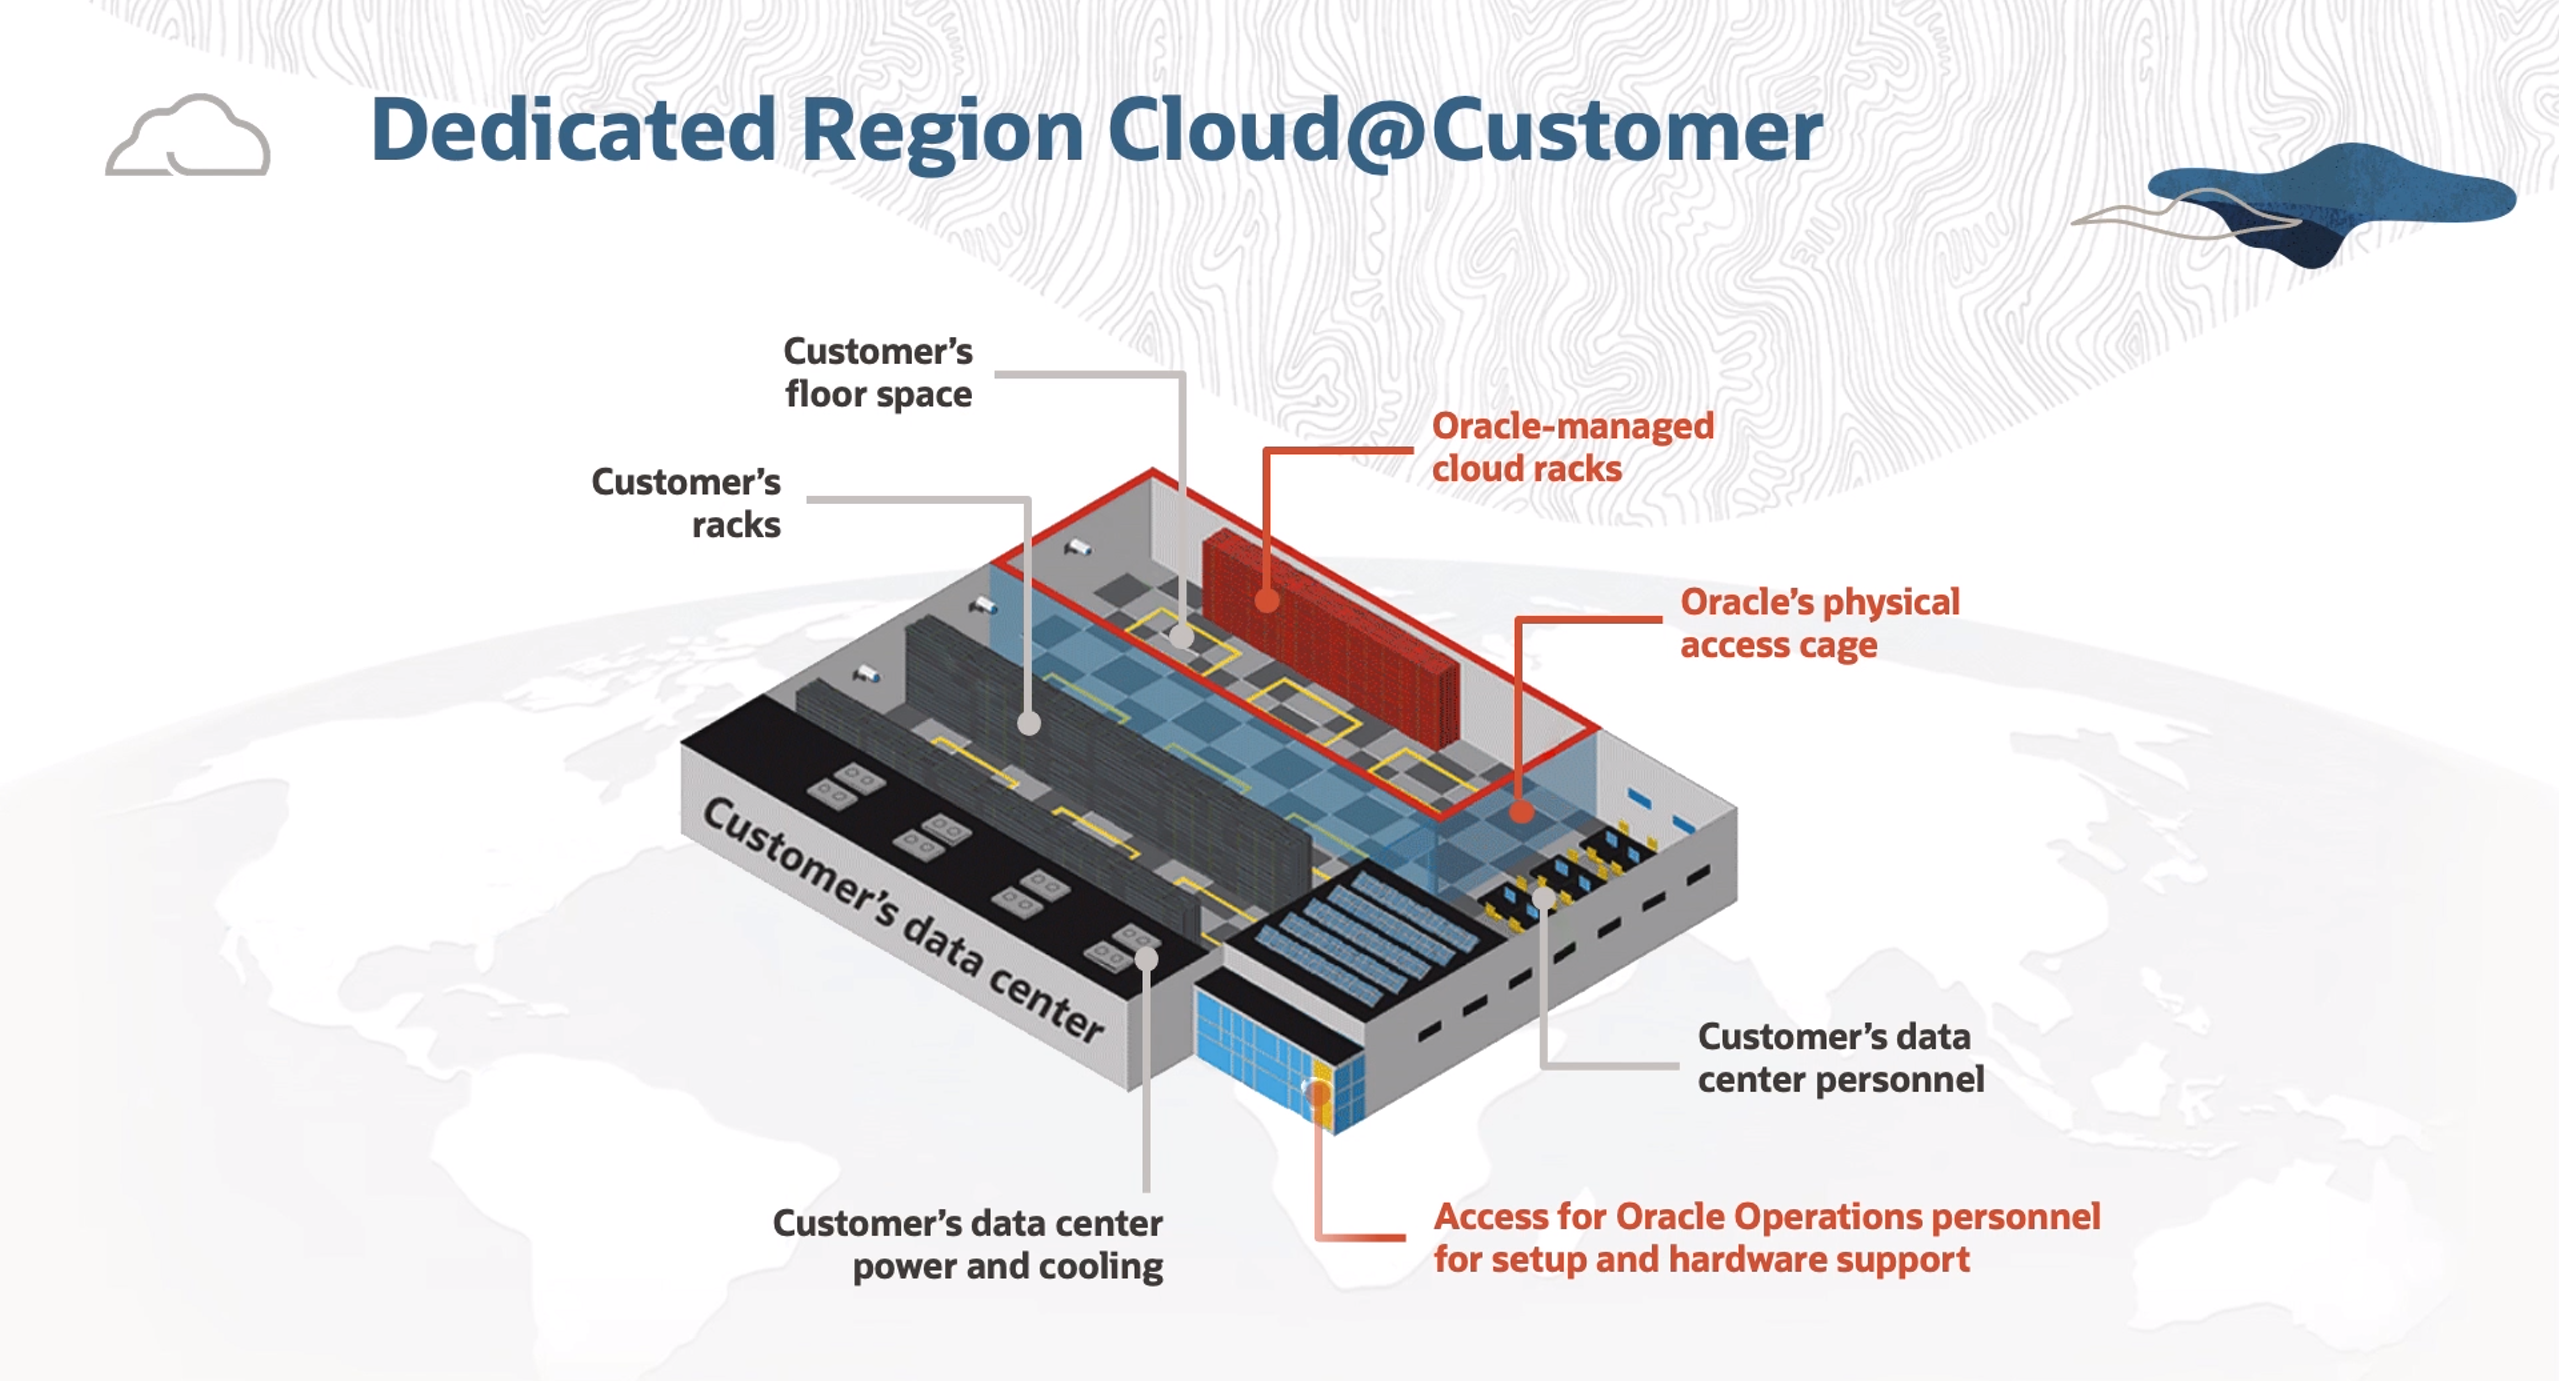 Dedicated Region Cloud@Customer
Customer’s
floor space
Oracle-managed
cloud racks
Customer’s
racks
Oracle’s physical
access cage
Customer’s data center
Customer’s data
center personnel
Customer’s data center
power and cooling
Access for Oracle Operations personnel
for setup and hardware support